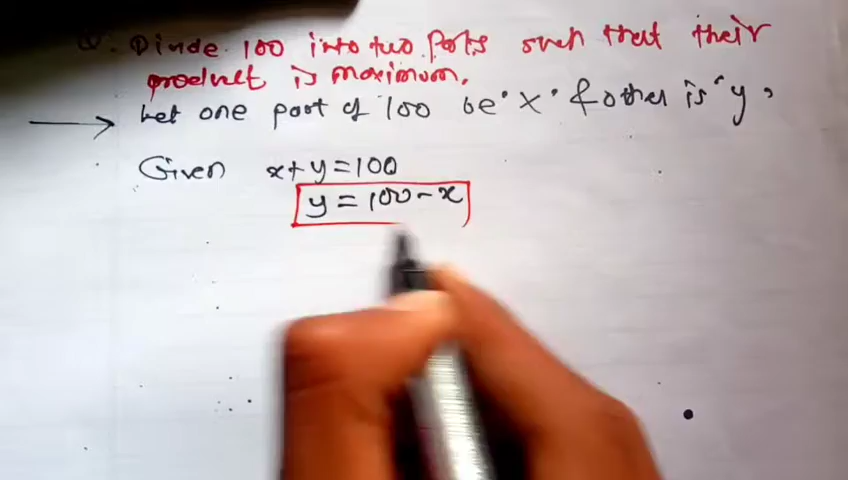 Q. Divide 100 into two Parts such that their
product is maximum.
Let one part of 100 be 'x' & other is 'y'
Given x+y=100
y=100-x